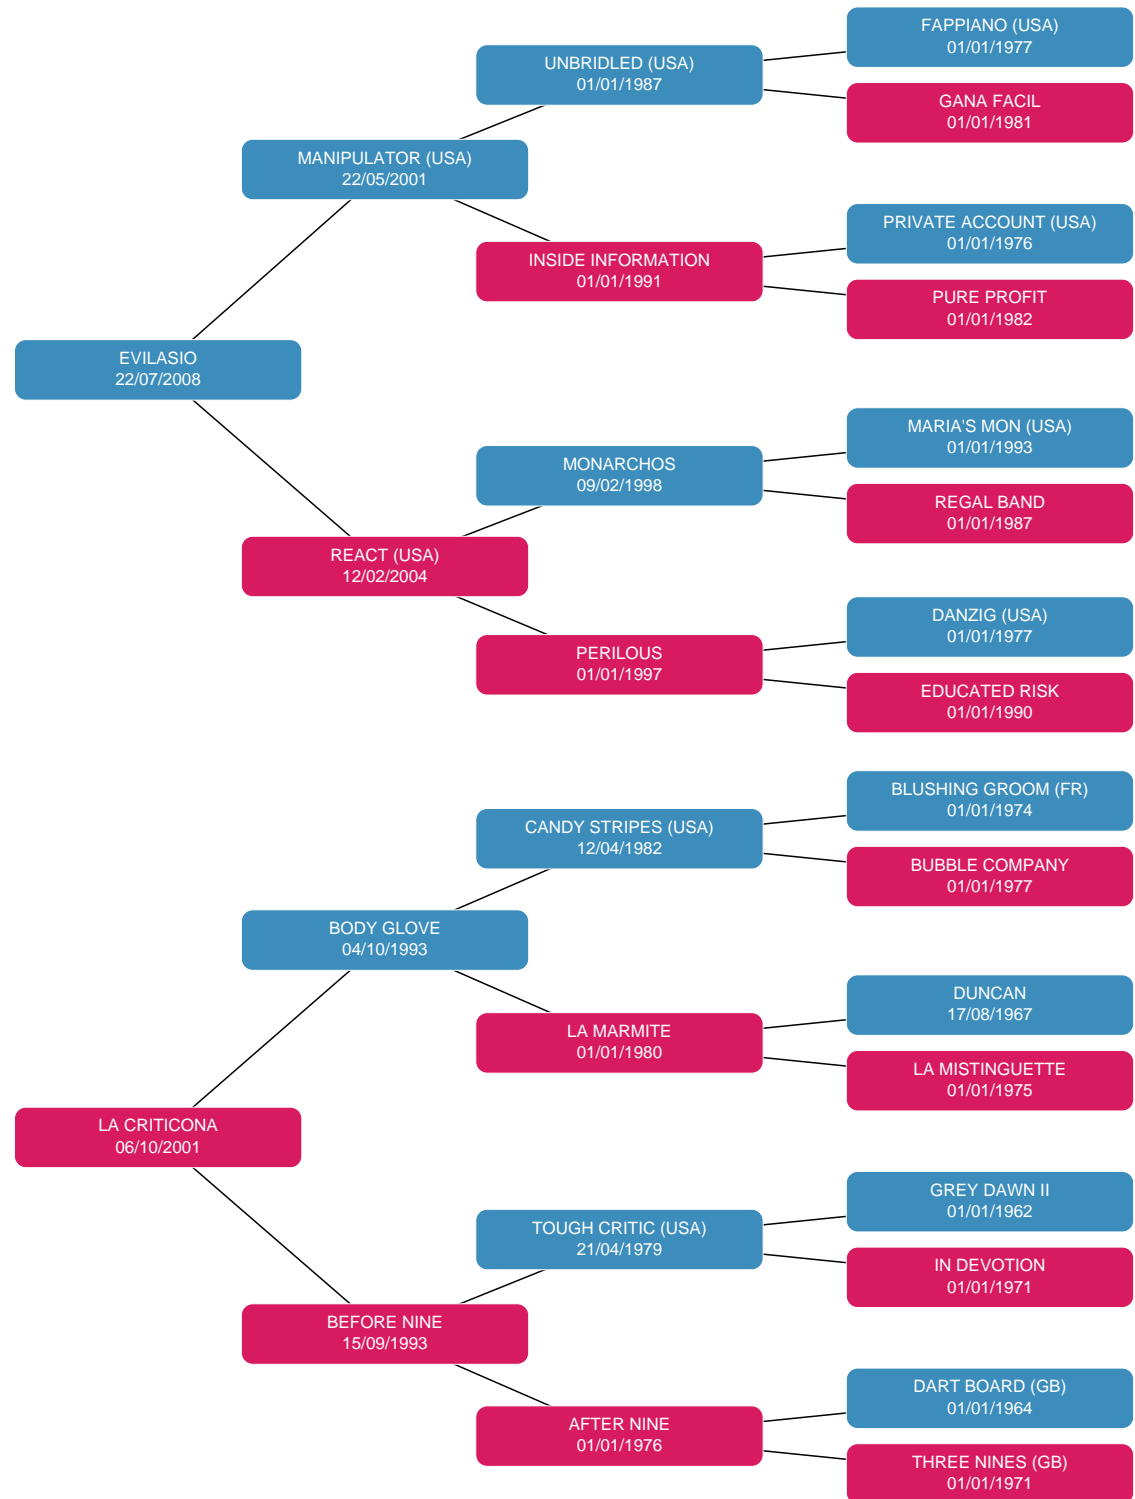 FAPPIANO (USA)
01/01/1977
UNBRIDLED (USA)
01/01/1987
GANA FACIL
01/01/1981
MANIPULATOR (USA)
22/05/2001
PRIVATE ACCOUNT (USA)
01/01/1976
INSIDE INFORMATION
01/01/1991
PURE PROFIT
01/01/1982
EVILASIO
22/07/2008
MARIA'S MON (USA)
01/01/1993
MONARCHOS
09/02/1998
REGAL BAND
01/01/1987
REACT (USA)
12/02/2004
DANZIG (USA)
01/01/1977
PERILOUS
01/01/1997
EDUCATED RISK
01/01/1990
BLUSHING GROOM (FR)
01/01/1974
CANDY STRIPES (USA)
12/04/1982
BUBBLE COMPANY
01/01/1977
BODY GLOVE
04/10/1993
DUNCAN
17/08/1967
LA MARMITE
01/01/1980
LA MISTINGUETTE
01/01/1975
LA CRITICONA
06/10/2001
GREY DAWN II
01/01/1962
TOUGH CRITIC (USA)
21/04/1979
IN DEVOTION
01/01/1971
BEFORE NINE
15/09/1993
DART BOARD (GB)
01/01/1964
AFTER NINE
01/01/1976
THREE NINES (GB)
01/01/1971